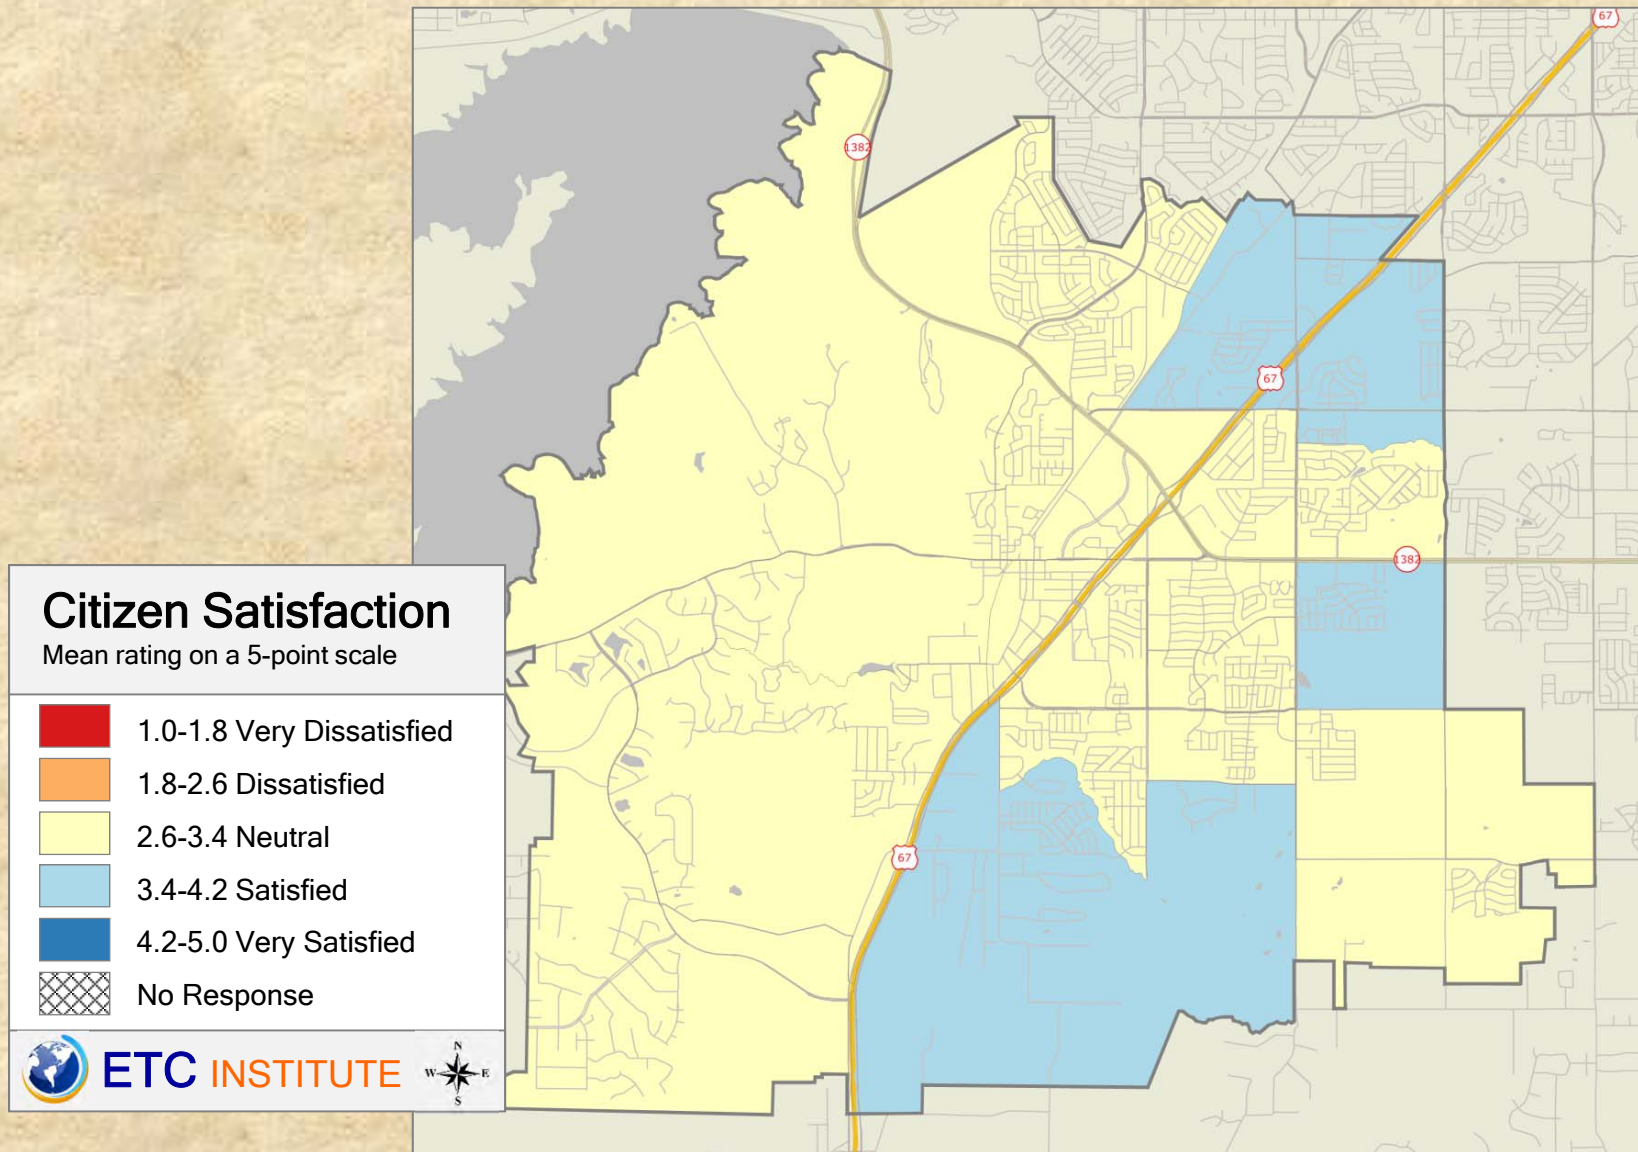 67
1382
67
1382
Citizen Satisfaction
Mean rating on a 5-point scale
1.0-1.8 Very Dissatisfied
1.8-2.6 Dissatisfied
2.6-3.4 Neutral
3.4-4.2 Satisfied
4.2-5.0 Very Satisfied
No Response
67
ETC INSTITUTE
N
W E
S